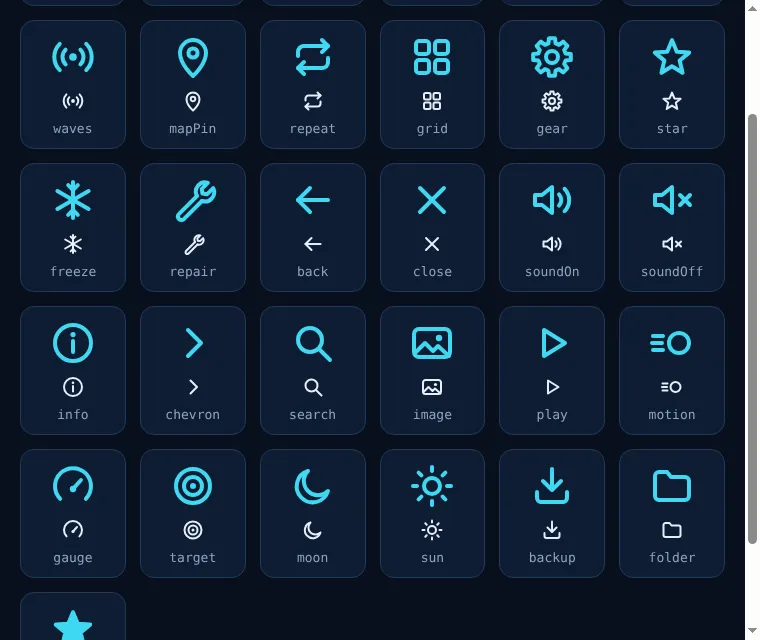 waves mapPin repeat grid gear star
freeze repair back close soundOn soundOff
info chevron search image play motion
gauge target moon sun backup folder